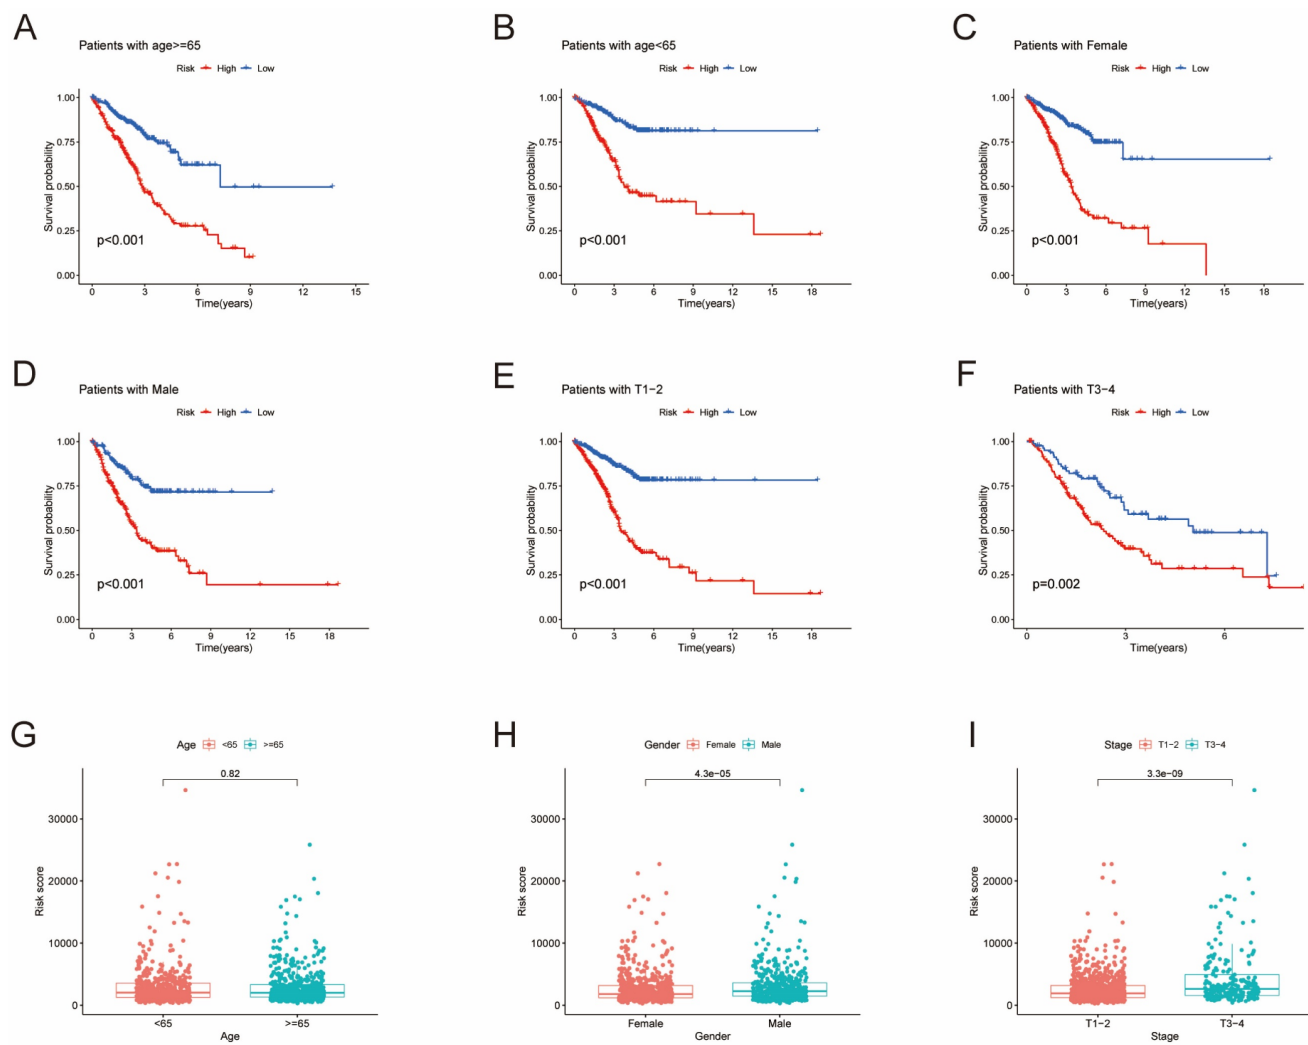 A
Patients with age>=65
Risk High Low
Survival probability
1.00
0.75
0.50
0.25
0.00
p<0.001
0 3 6 9 12 15
Time(years)
B
Patients with age<65
Risk High Low
Survival probability
1.00
0.75
0.50
0.25
0.00
p<0.001
0 3 6 9 12 15 18
Time(years)
C
Patients with Female
Risk High Low
Survival probability
1.00
0.75
0.50
0.25
0.00
p<0.001
0 3 6 9 12 15 18
Time(years)
D
Patients with Male
Risk High Low
Survival probability
1.00
0.75
0.50
0.25
0.00
p<0.001
0 3 6 9 12 15 18
Time(years)
E
Patients with T1−2
Risk High Low
Survival probability
1.00
0.75
0.50
0.25
0.00
p<0.001
0 3 6 9 12 15 18
Time(years)
F
Patients with T3−4
Risk High Low
Survival probability
1.00
0.75
0.50
0.25
0.00
p=0.002
0 3 6
Time(years)
G
Age <65 >=65
0.82
Risk score
30000
20000
10000
0
<65 >=65
Age
H
Gender Female Male
4.3e−05
Risk score
30000
20000
10000
0
Female Male
Gender
I
Stage T1−2 T3−4
3.3e−09
Risk score
30000
20000
10000
0
T1−2 T3−4
Stage